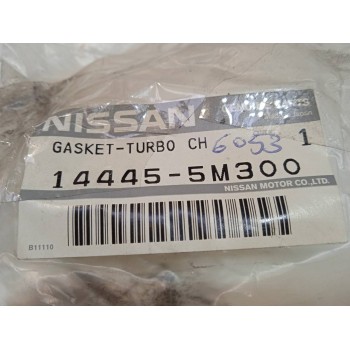 NISSAN
GASKET-TURBO CH 6053 1
14445-5M300
NISSAN MOTOR CO.,LTD.
B11110